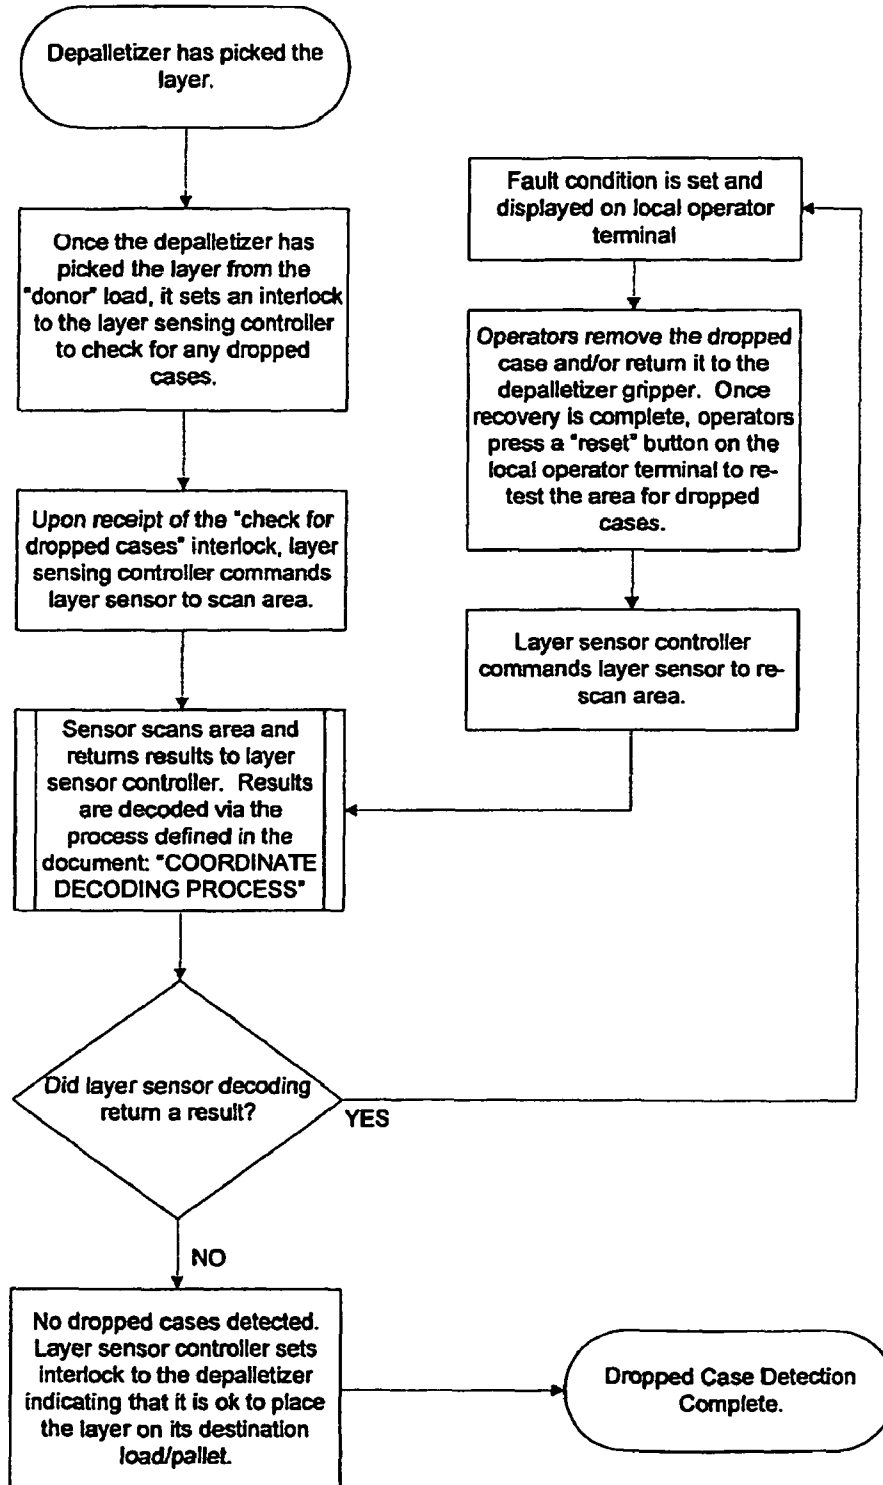 Depalletizer has picked the
layer.
Once the depalletizer has
picked the layer from the
"donor" load, it sets an interlock
to the layer sensing controller
to check for any dropped
cases.
Upon receipt of the "check for
dropped cases" interlock, layer
sensing controller commands
layer sensor to scan area.
Sensor scans area and
returns results to layer
sensor controller. Results
are decoded via the
process defined in the
document: "COORDINATE
DECODING PROCESS"
Did layer sensor decoding
return a result?
YES
NO
No dropped cases detected.
Layer sensor controller sets
interlock to the depalletizer
indicating that it is ok to place
the layer on its destination
load/pallet.
Fault condition is set and
displayed on local operator
terminal
Operators remove the dropped
case and/or return it to the
depalletizer gripper. Once
recovery is complete, operators
press a "reset" button on the
local operator terminal to re-
test the area for dropped
cases.
Layer sensor controller
commands layer sensor to re-
scan area.
Dropped Case Detection
Complete.